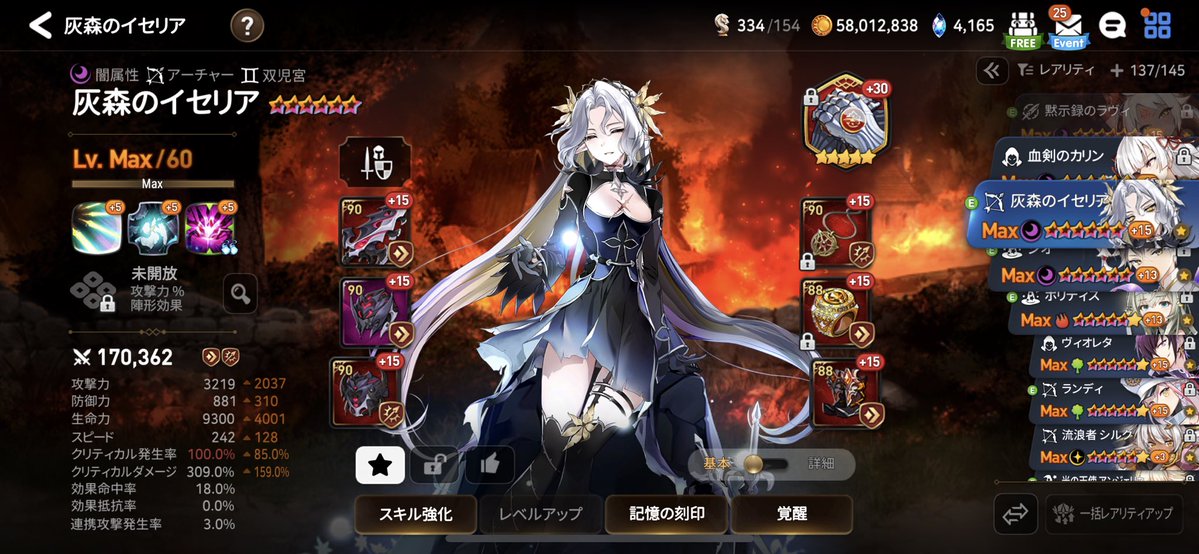 灰森のイセリア
?
334/154
58,012,838
4,165
FREE
25
Event
闇属性 アーチャー 双児宮
灰森のイセリア
Lv. Max/60
Max
+5
+5
+5
未開放
攻撃力 %
陣形効果
170,362
攻撃力 3219 2037
防御力 881 310
生命力 9300 4001
スピード 242 128
クリティカル発生率 100.0% 85.0%
クリティカルダメージ 309.0% 159.0%
効果命中率 18.0%
効果抵抗率 0.0%
連携攻撃発生率 3.0%
90 +15
90 +15
90 +15
+30
90 +15
88 +15
88 +15
基本
詳細
スキル強化
レベルアップ
記憶の刻印
覚醒
レアリティ
137/145
黙示録のラヴィ
Max +15
血剣のカリン
灰森のイセリア
E
Max +15
Max +13
E
ポリティス
Max +13
ヴィオレタ
Max
E
ランディ
Max +15
流浪者 シルク
Max +3
一括レアリティアップ